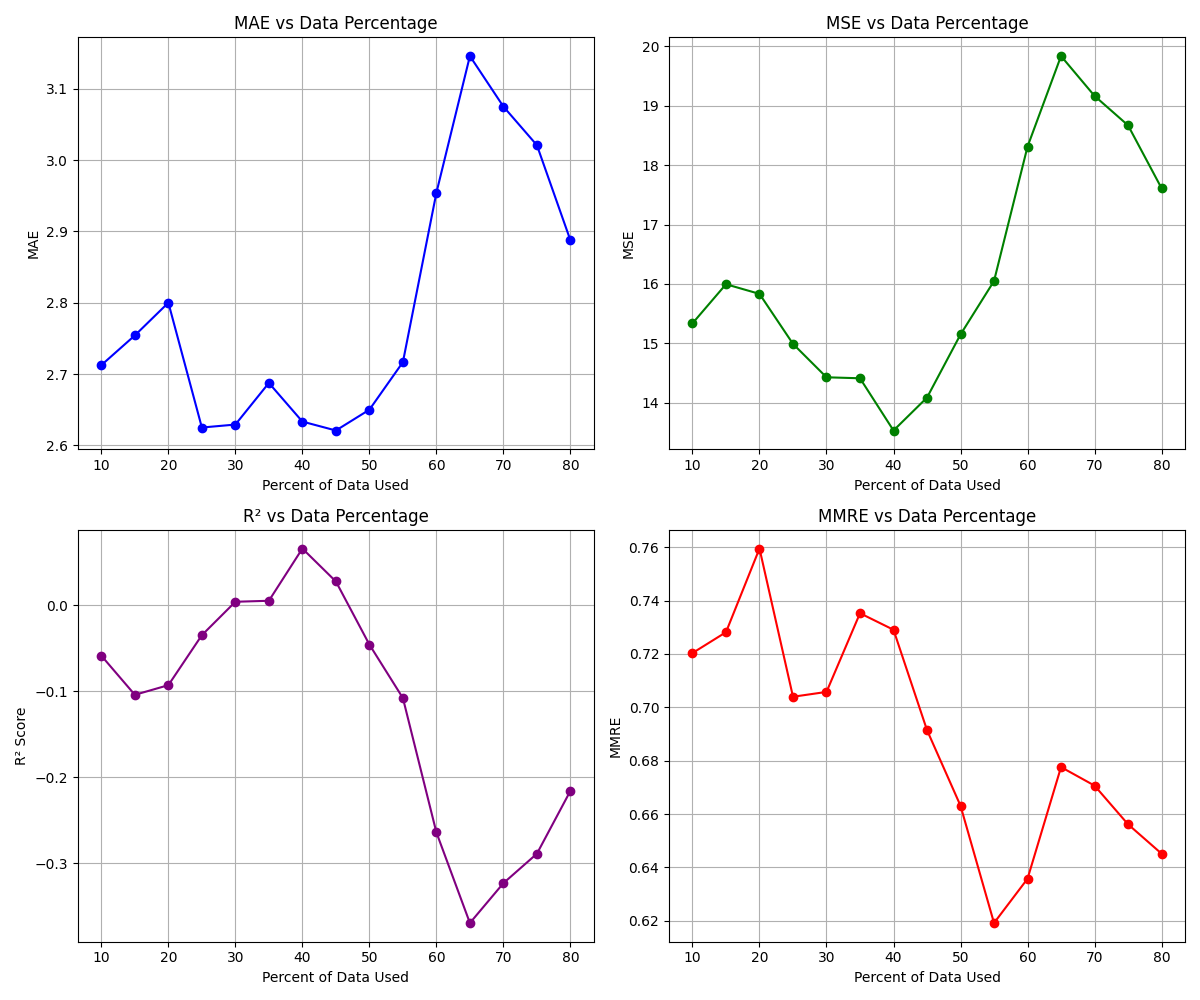 MAE vs Data Percentage
3.1
3.0
2.9
2.8
2.7
2.6
MAE
10 20 30 40 50 60 70 80
Percent of Data Used
MSE vs Data Percentage
20
19
18
17
16
15
14
MSE
10 20 30 40 50 60 70 80
Percent of Data Used
R² vs Data Percentage
0.0
−0.1
−0.2
−0.3
R² Score
10 20 30 40 50 60 70 80
Percent of Data Used
MMRE vs Data Percentage
0.76
0.74
0.72
0.70
0.68
0.66
0.64
0.62
MMRE
10 20 30 40 50 60 70 80
Percent of Data Used